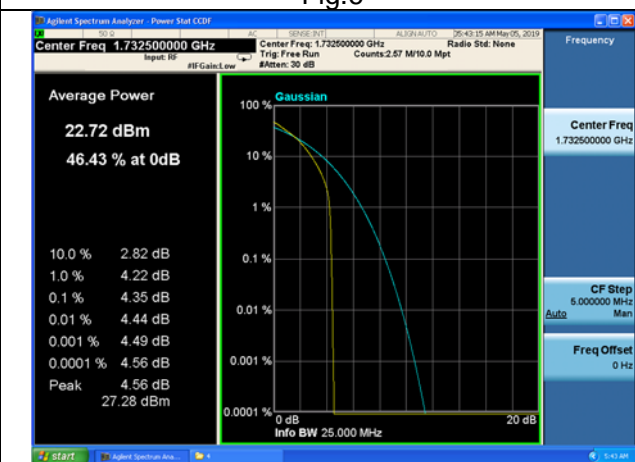 Agilent Spectrum Analyzer - Power Stat CCDF
50 Ω AC SENSE:INT ALIGN AUTO 05:43:15 AM May 05, 2019
Center Freq 1.732500000 GHz
Input: RF
#IFGain:Low
Center Freq: 1.732500000 GHz
Radio Std: None
Trig: Free Run
Counts:2.57 M/10.0 Mpt
#Atten: 30 dB
Frequency
Average Power
22.72 dBm
46.43 % at 0dB
10.0 % 2.82 dB
1.0 % 4.22 dB
0.1 % 4.35 dB
0.01 % 4.44 dB
0.001 % 4.49 dB
0.0001 % 4.56 dB
Peak 4.56 dB
27.28 dBm
Gaussian
100 %
10 %
1 %
0.1 %
0.01 %
0.001 %
0.0001 %
0 dB 20 dB
Info BW 25.000 MHz
Center Freq
1.732500000 GHz
CF Step
5.000000 MHz
Auto Man
Freq Offset
0 Hz
start Agilent Spectrum Ana... 4 5:43 AM